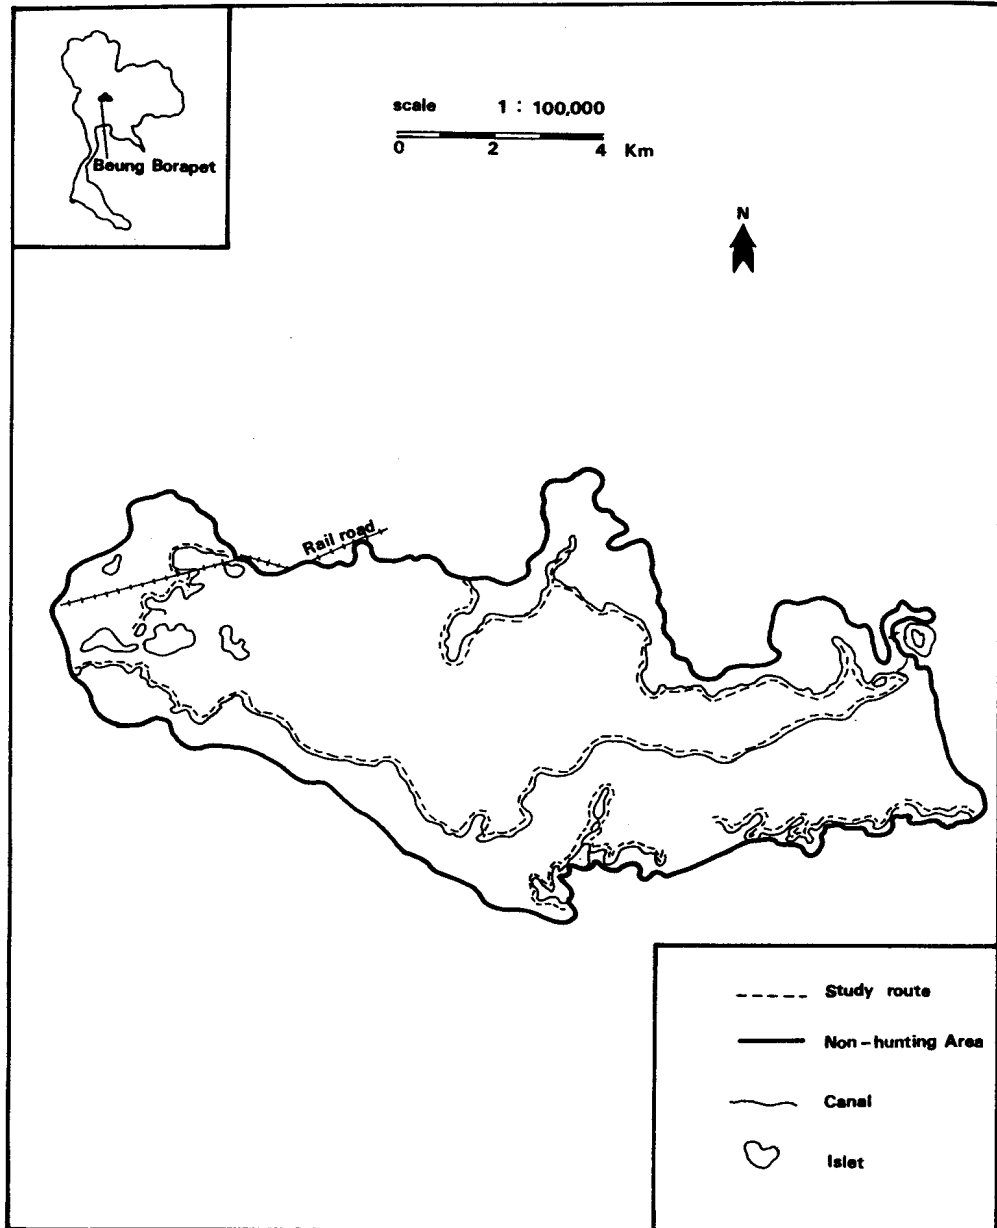 Beung Borapet
scale 1 : 100,000
0 2 4 Km
N
Rail road
Study route
Non-hunting Area
Canal
Islet